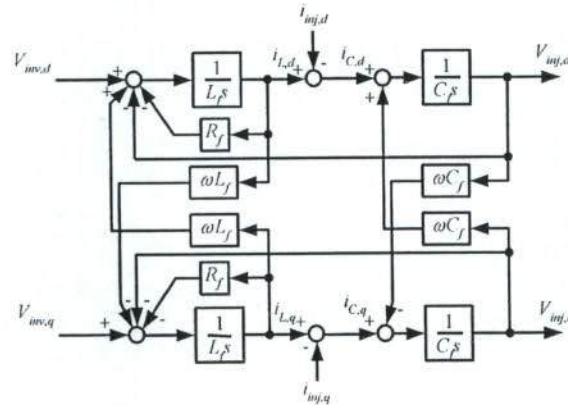 i_inj,d
V_inv,d + + - - 1/L_f s i_L,d + - i_C,d + + 1/C_f s V_inj,d
R_f
ωL_f ωC_f
ωL_f ωC_f
R_f
V_inv,q + - - - 1/L_f s i_L,q + - i_C,q + - 1/C_f s
i_inj,q